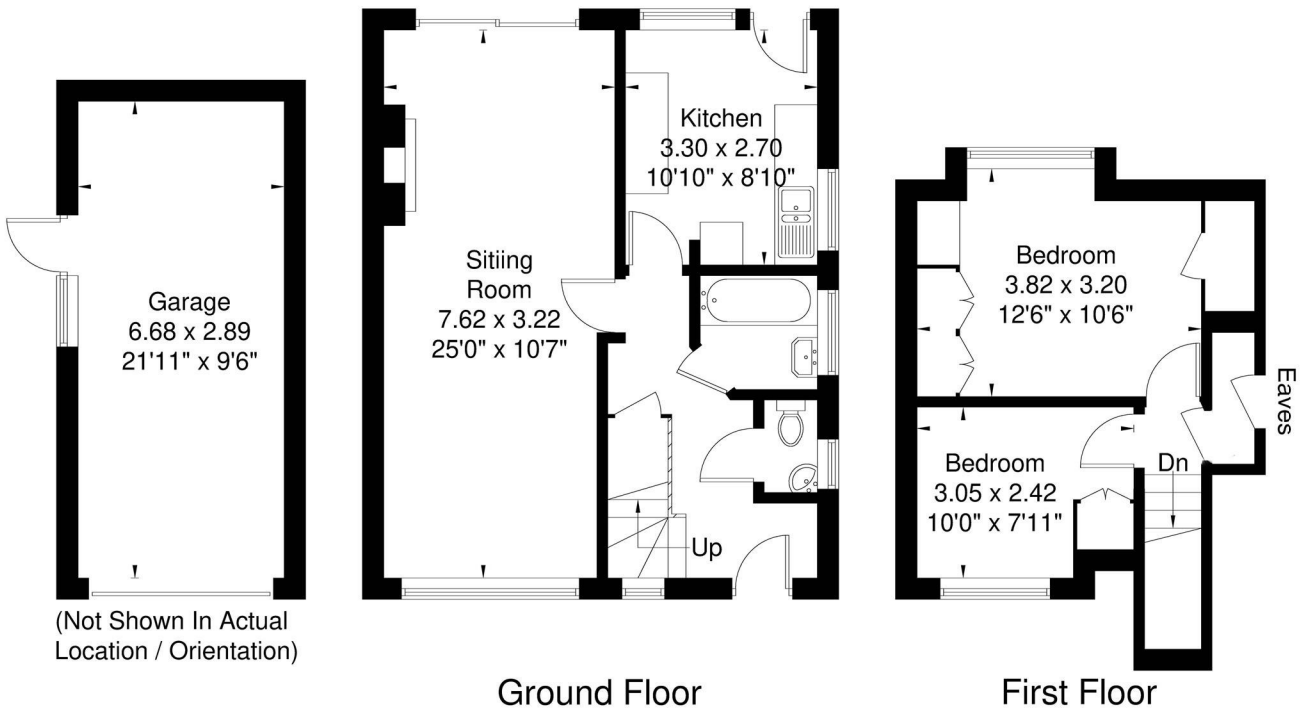 Garage
6.68 x 2.89
21'11" x 9'6"
(Not Shown In Actual
Location / Orientation)
Sitiing
Room
7.62 x 3.22
25'0" x 10'7"
Kitchen
3.30 x 2.70
10'10" x 8'10"
Up
Ground Floor
Bedroom
3.82 x 3.20
12'6" x 10'6"
Eaves
Bedroom
3.05 x 2.42
10'0" x 7'11"
Dn
First Floor